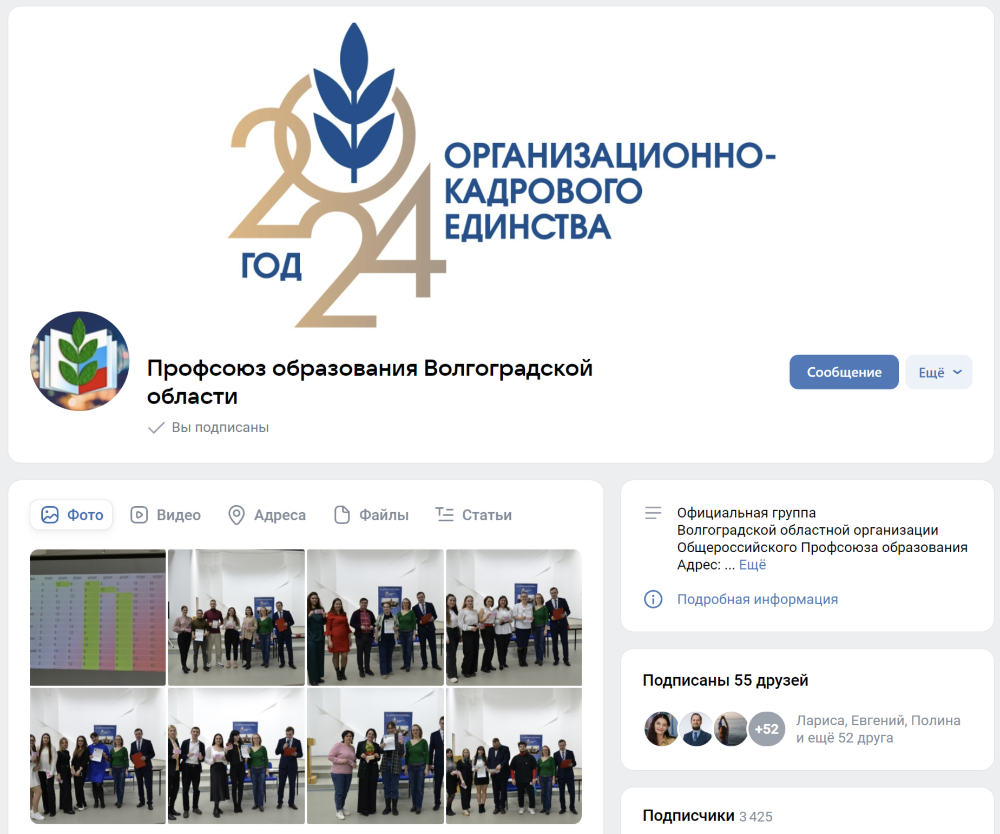 2024
ГОД
ОРГАНИЗАЦИОННО-
КАДРОВОГО
ЕДИНСТВА
Профсоюз образования Волгоградской
области
Вы подписаны
Сообщение
Ещё
Фото
Видео
Адреса
Файлы
Статьи
Официальная группа
Волгоградской областной организации
Общероссийского Профсоюза образования
Адрес: ... Ещё
Подробная информация
Подписаны 55 друзей
+52
Лариса, Евгений, Полина
и ещё 52 друга
Подписчики 3 425